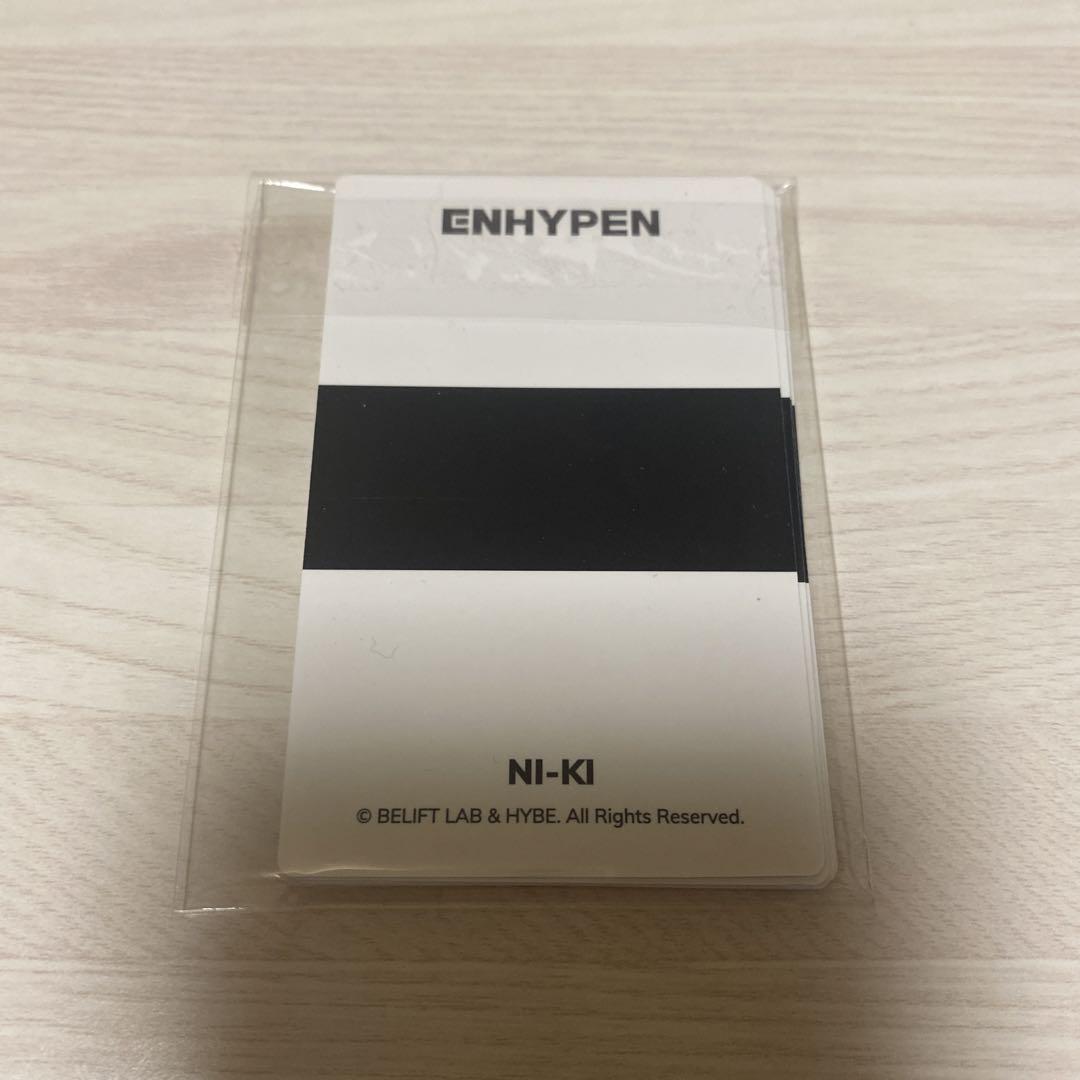 ENHYPEN
NI-KI
© BELIFT LAB & HYBE. All Rights Reserved.